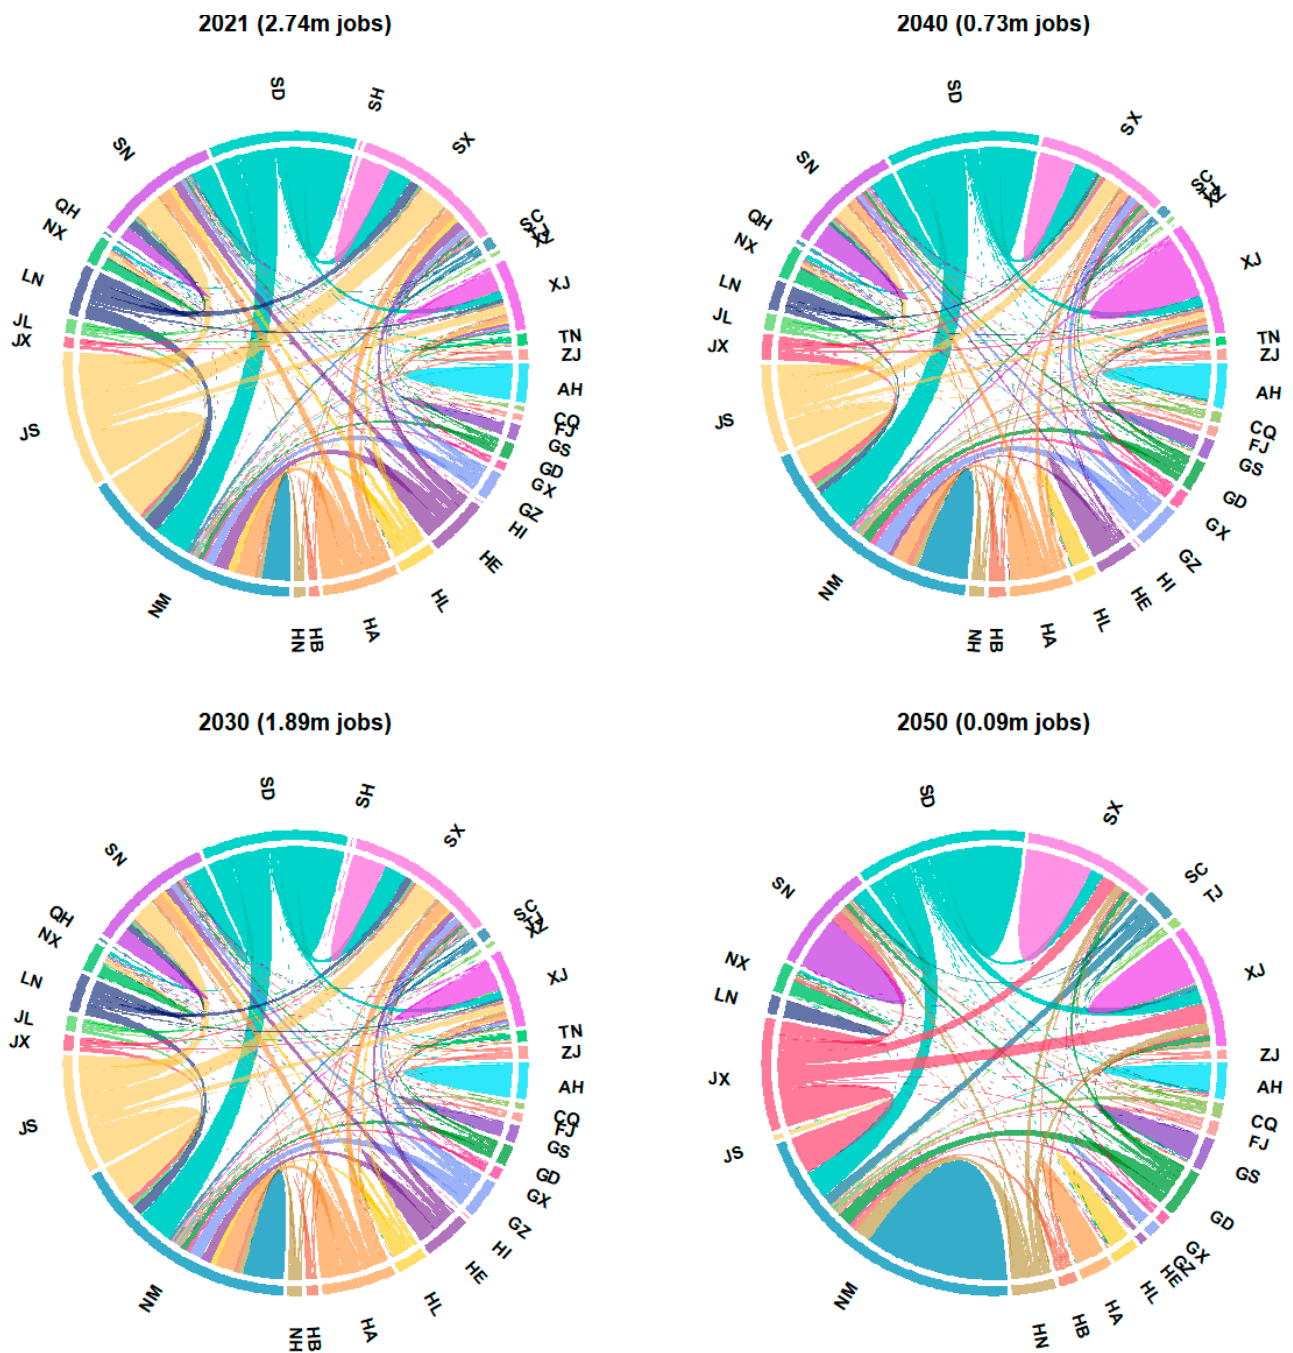 2021 (2.74m jobs)
SD
SH
SX
SC
XJ
TN
ZJ
AH
CQ
FJ
GS
GD
GX
GZ
HI
HE
HL
HA
HB
HN
NM
JS
JX
JL
LN
NX
QH
SN
2040 (0.73m jobs)
SD
SX
SC
XJ
TN
ZJ
AH
CQ
FJ
GS
GD
GX
GZ
HI
HE
HL
HA
HB
HN
NM
JS
JX
JL
LN
NX
QH
SN
2030 (1.89m jobs)
SD
SH
SX
SC
XJ
TN
ZJ
AH
CQ
FJ
GS
GD
GX
GZ
HI
HE
HL
HA
HB
HN
NM
JS
JX
JL
LN
NX
QH
SN
2050 (0.09m jobs)
SD
SX
SC
TJ
XJ
ZJ
AH
CQ
FJ
GS
GD
GX
HE
HL
HA
HB
HN
NM
JS
JX
LN
NX
SN